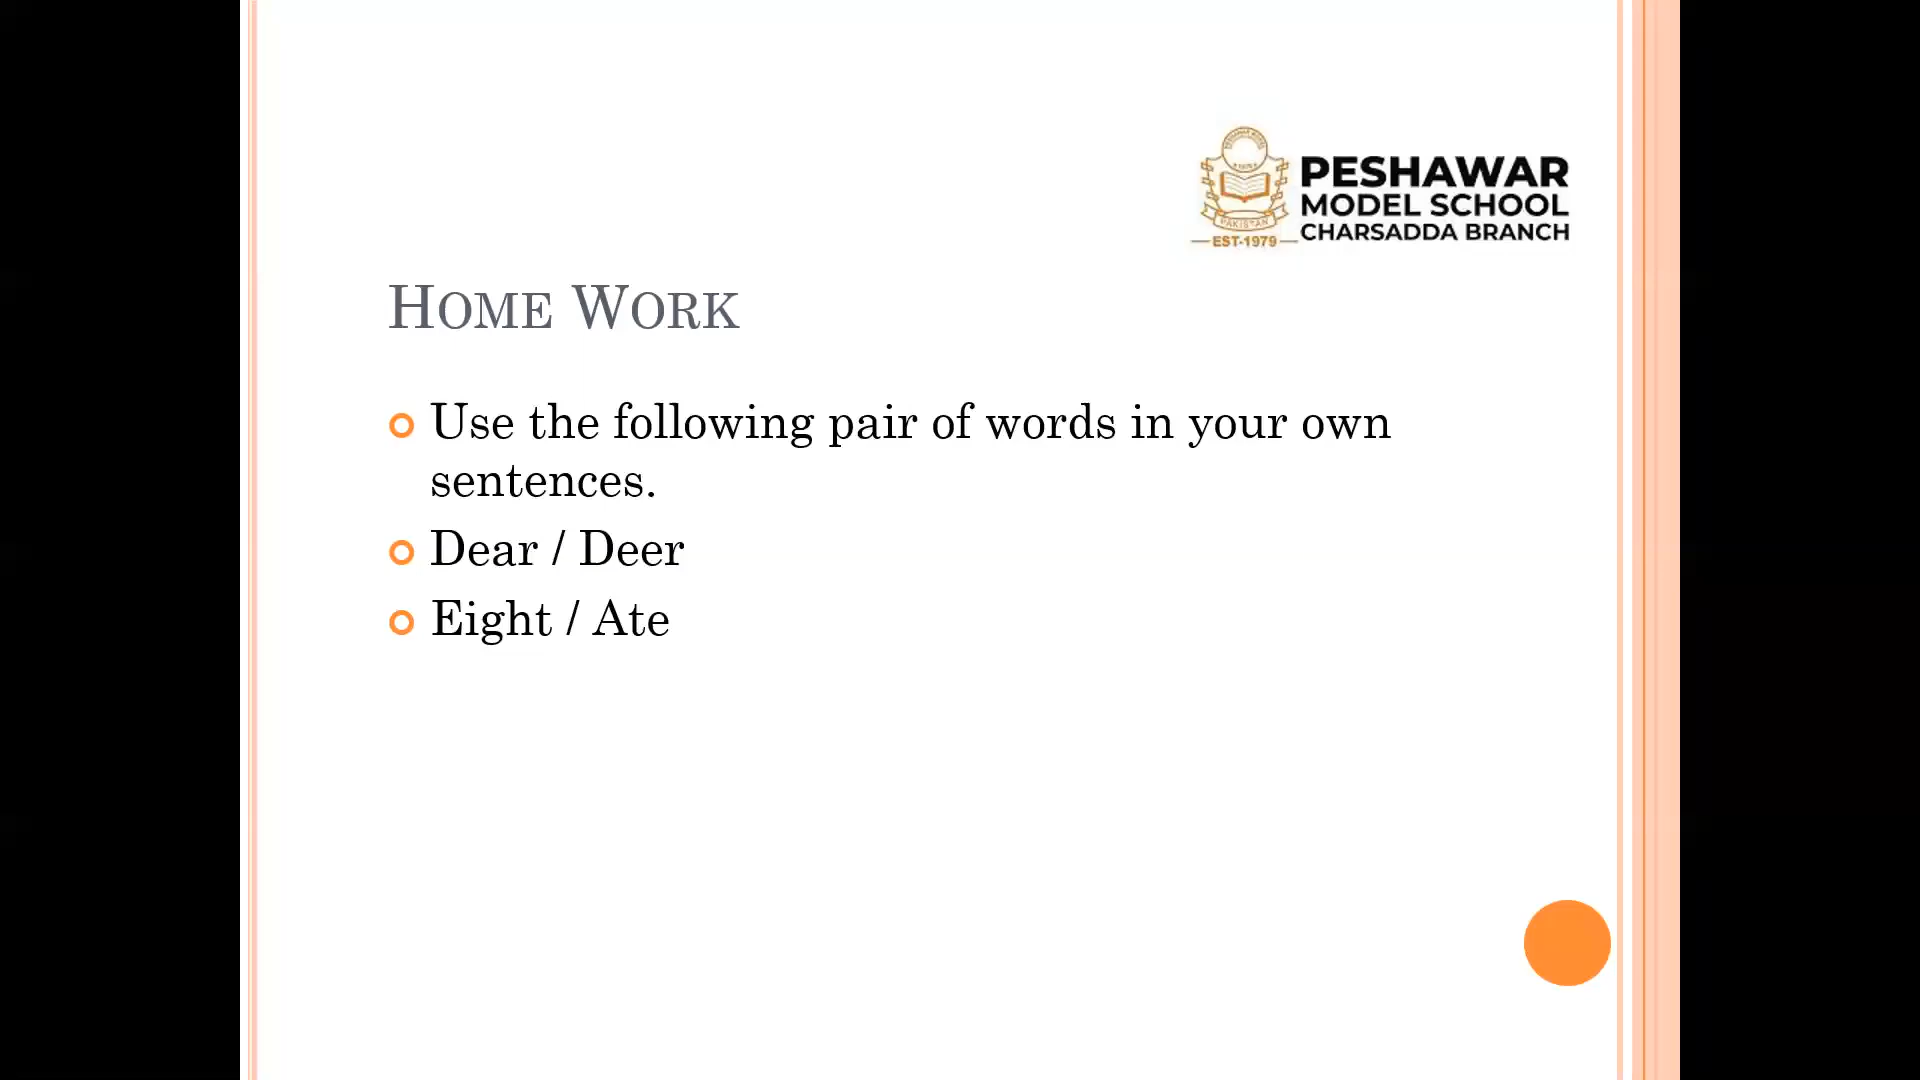 PESHAWAR
MODEL SCHOOL
CHARSADDA BRANCH
PAKISTAN
EST-1979
Home Work
Use the following pair of words in your own
sentences.
Dear / Deer
Eight / Ate